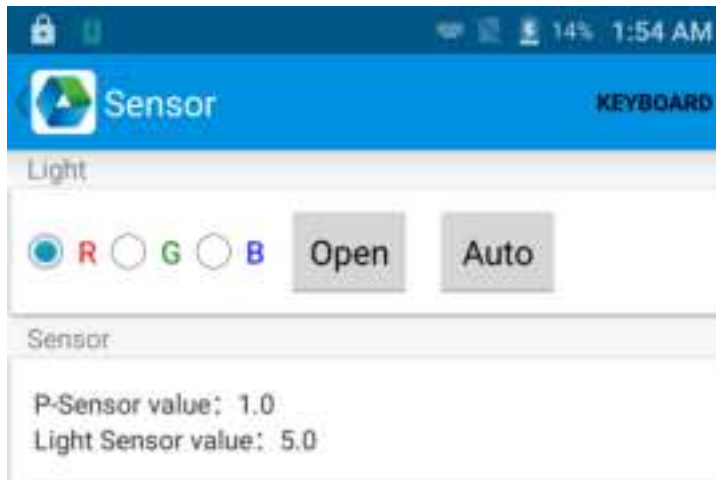 14% 1:54 AM
Sensor KEYBOARD
Light
R G B Open Auto
Sensor
P-Sensor value: 1.0
Light Sensor value: 5.0